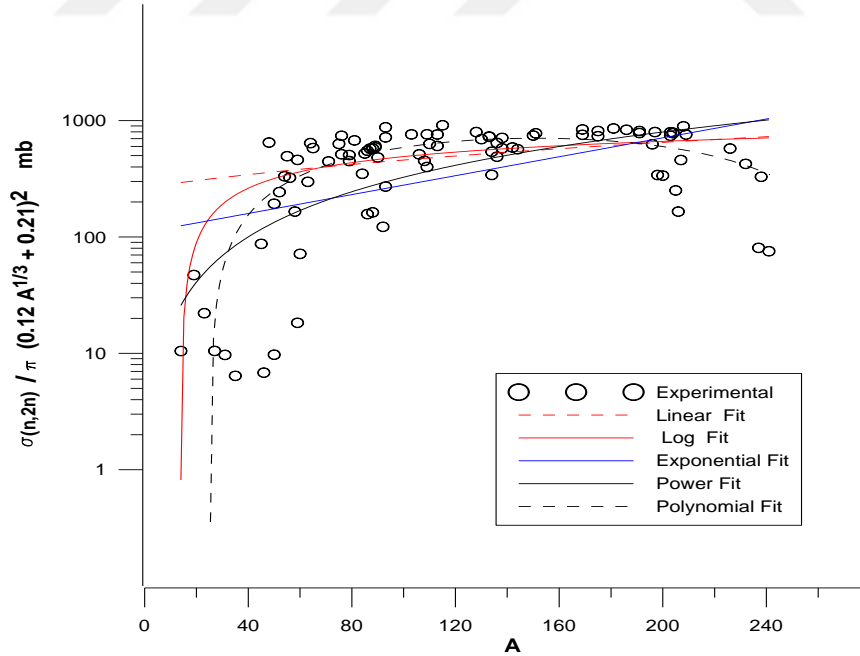 σ(n,2n) / π (0.12 A1/3 + 0.21)2 mb
1000
100
10
1
Experimental
Linear Fit
Log Fit
Exponential Fit
Power Fit
Polynomial Fit
0 40 80 120 160 200 240
A